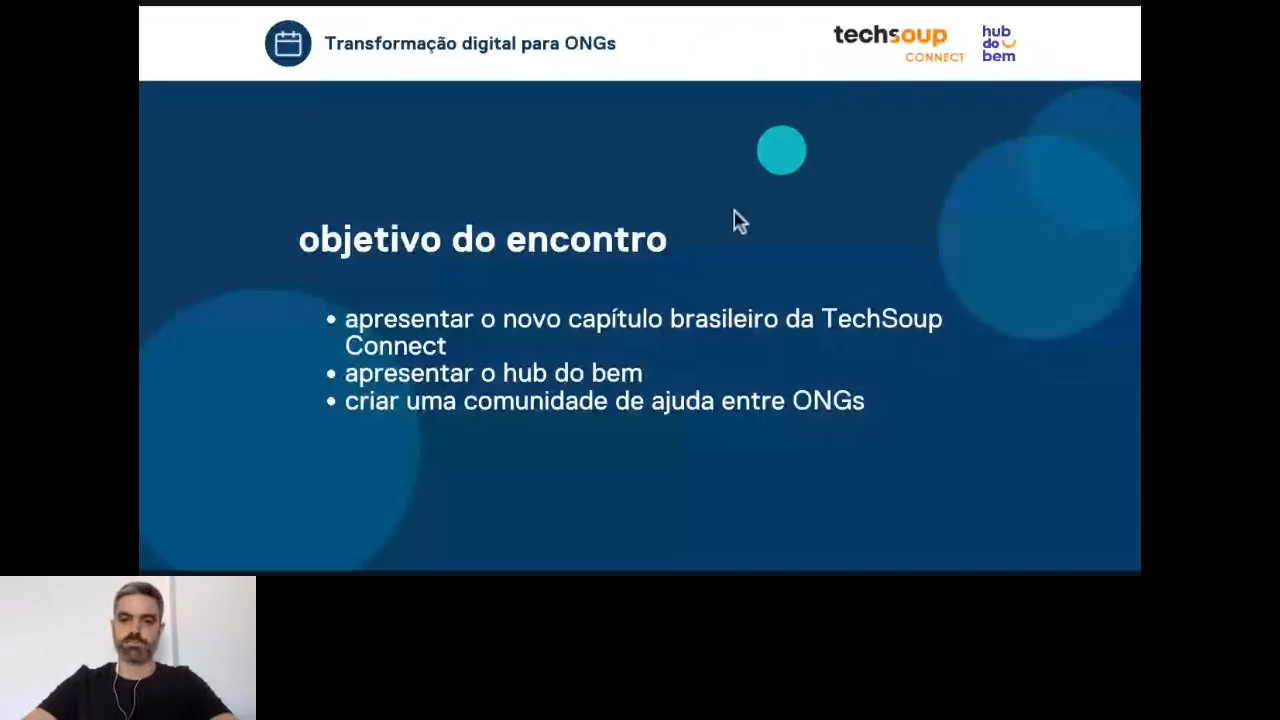 Transformação digital para ONGs
techsoup
CONNECT
hub
do
bem
objetivo do encontro
• apresentar o novo capítulo brasileiro da TechSoup
Connect
• apresentar o hub do bem
• criar uma comunidade de ajuda entre ONGs